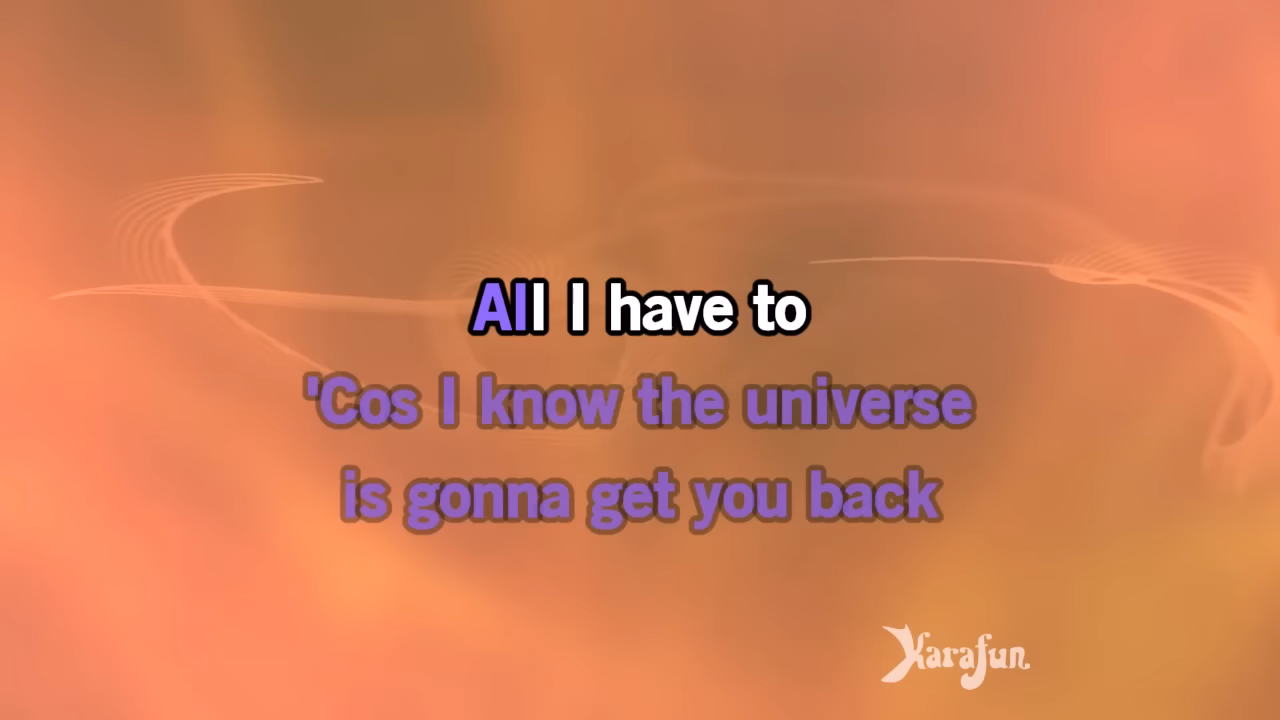 All I have to
'Cos I know the universe
is gonna get you back
Karafun